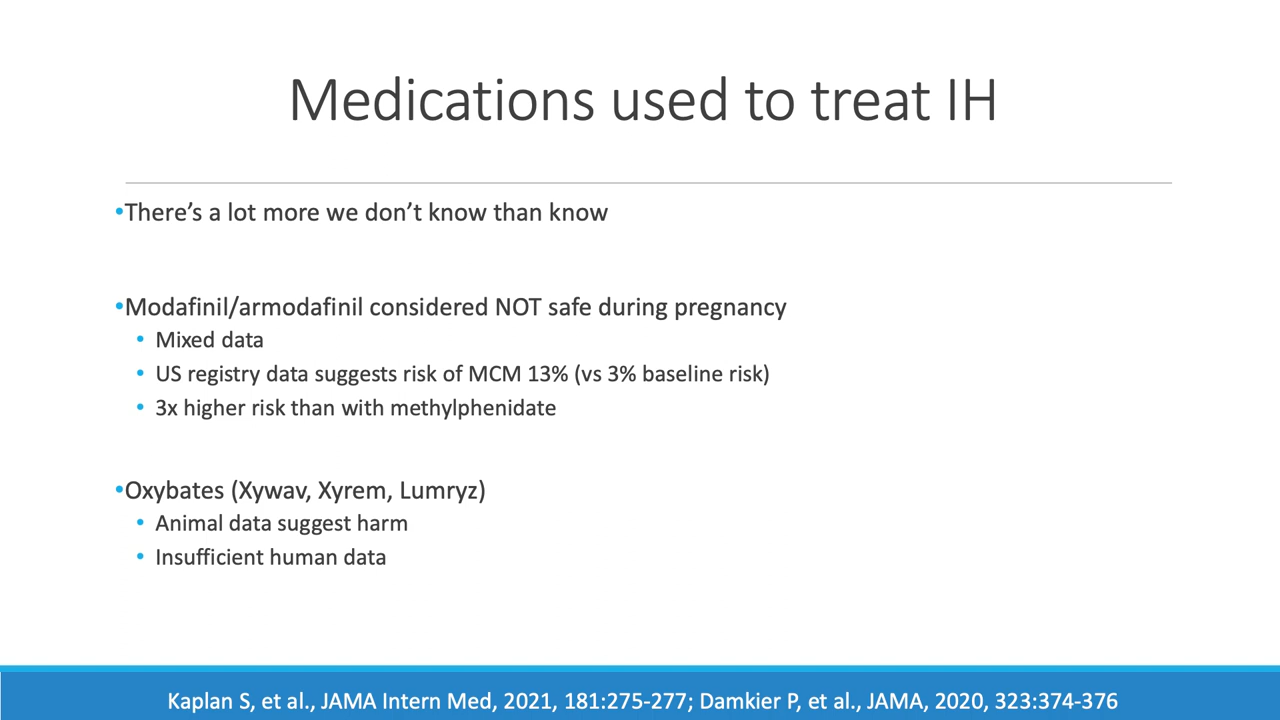 Medications used to treat IH
•There’s a lot more we don’t know than know
•Modafinil/armodafinil considered NOT safe during pregnancy
• Mixed data
• US registry data suggests risk of MCM 13% (vs 3% baseline risk)
• 3x higher risk than with methylphenidate
•Oxybates (Xywav, Xyrem, Lumryz)
• Animal data suggest harm
• Insufficient human data
Kaplan S, et al., JAMA Intern Med, 2021, 181:275-277; Damkier P, et al., JAMA, 2020, 323:374-376